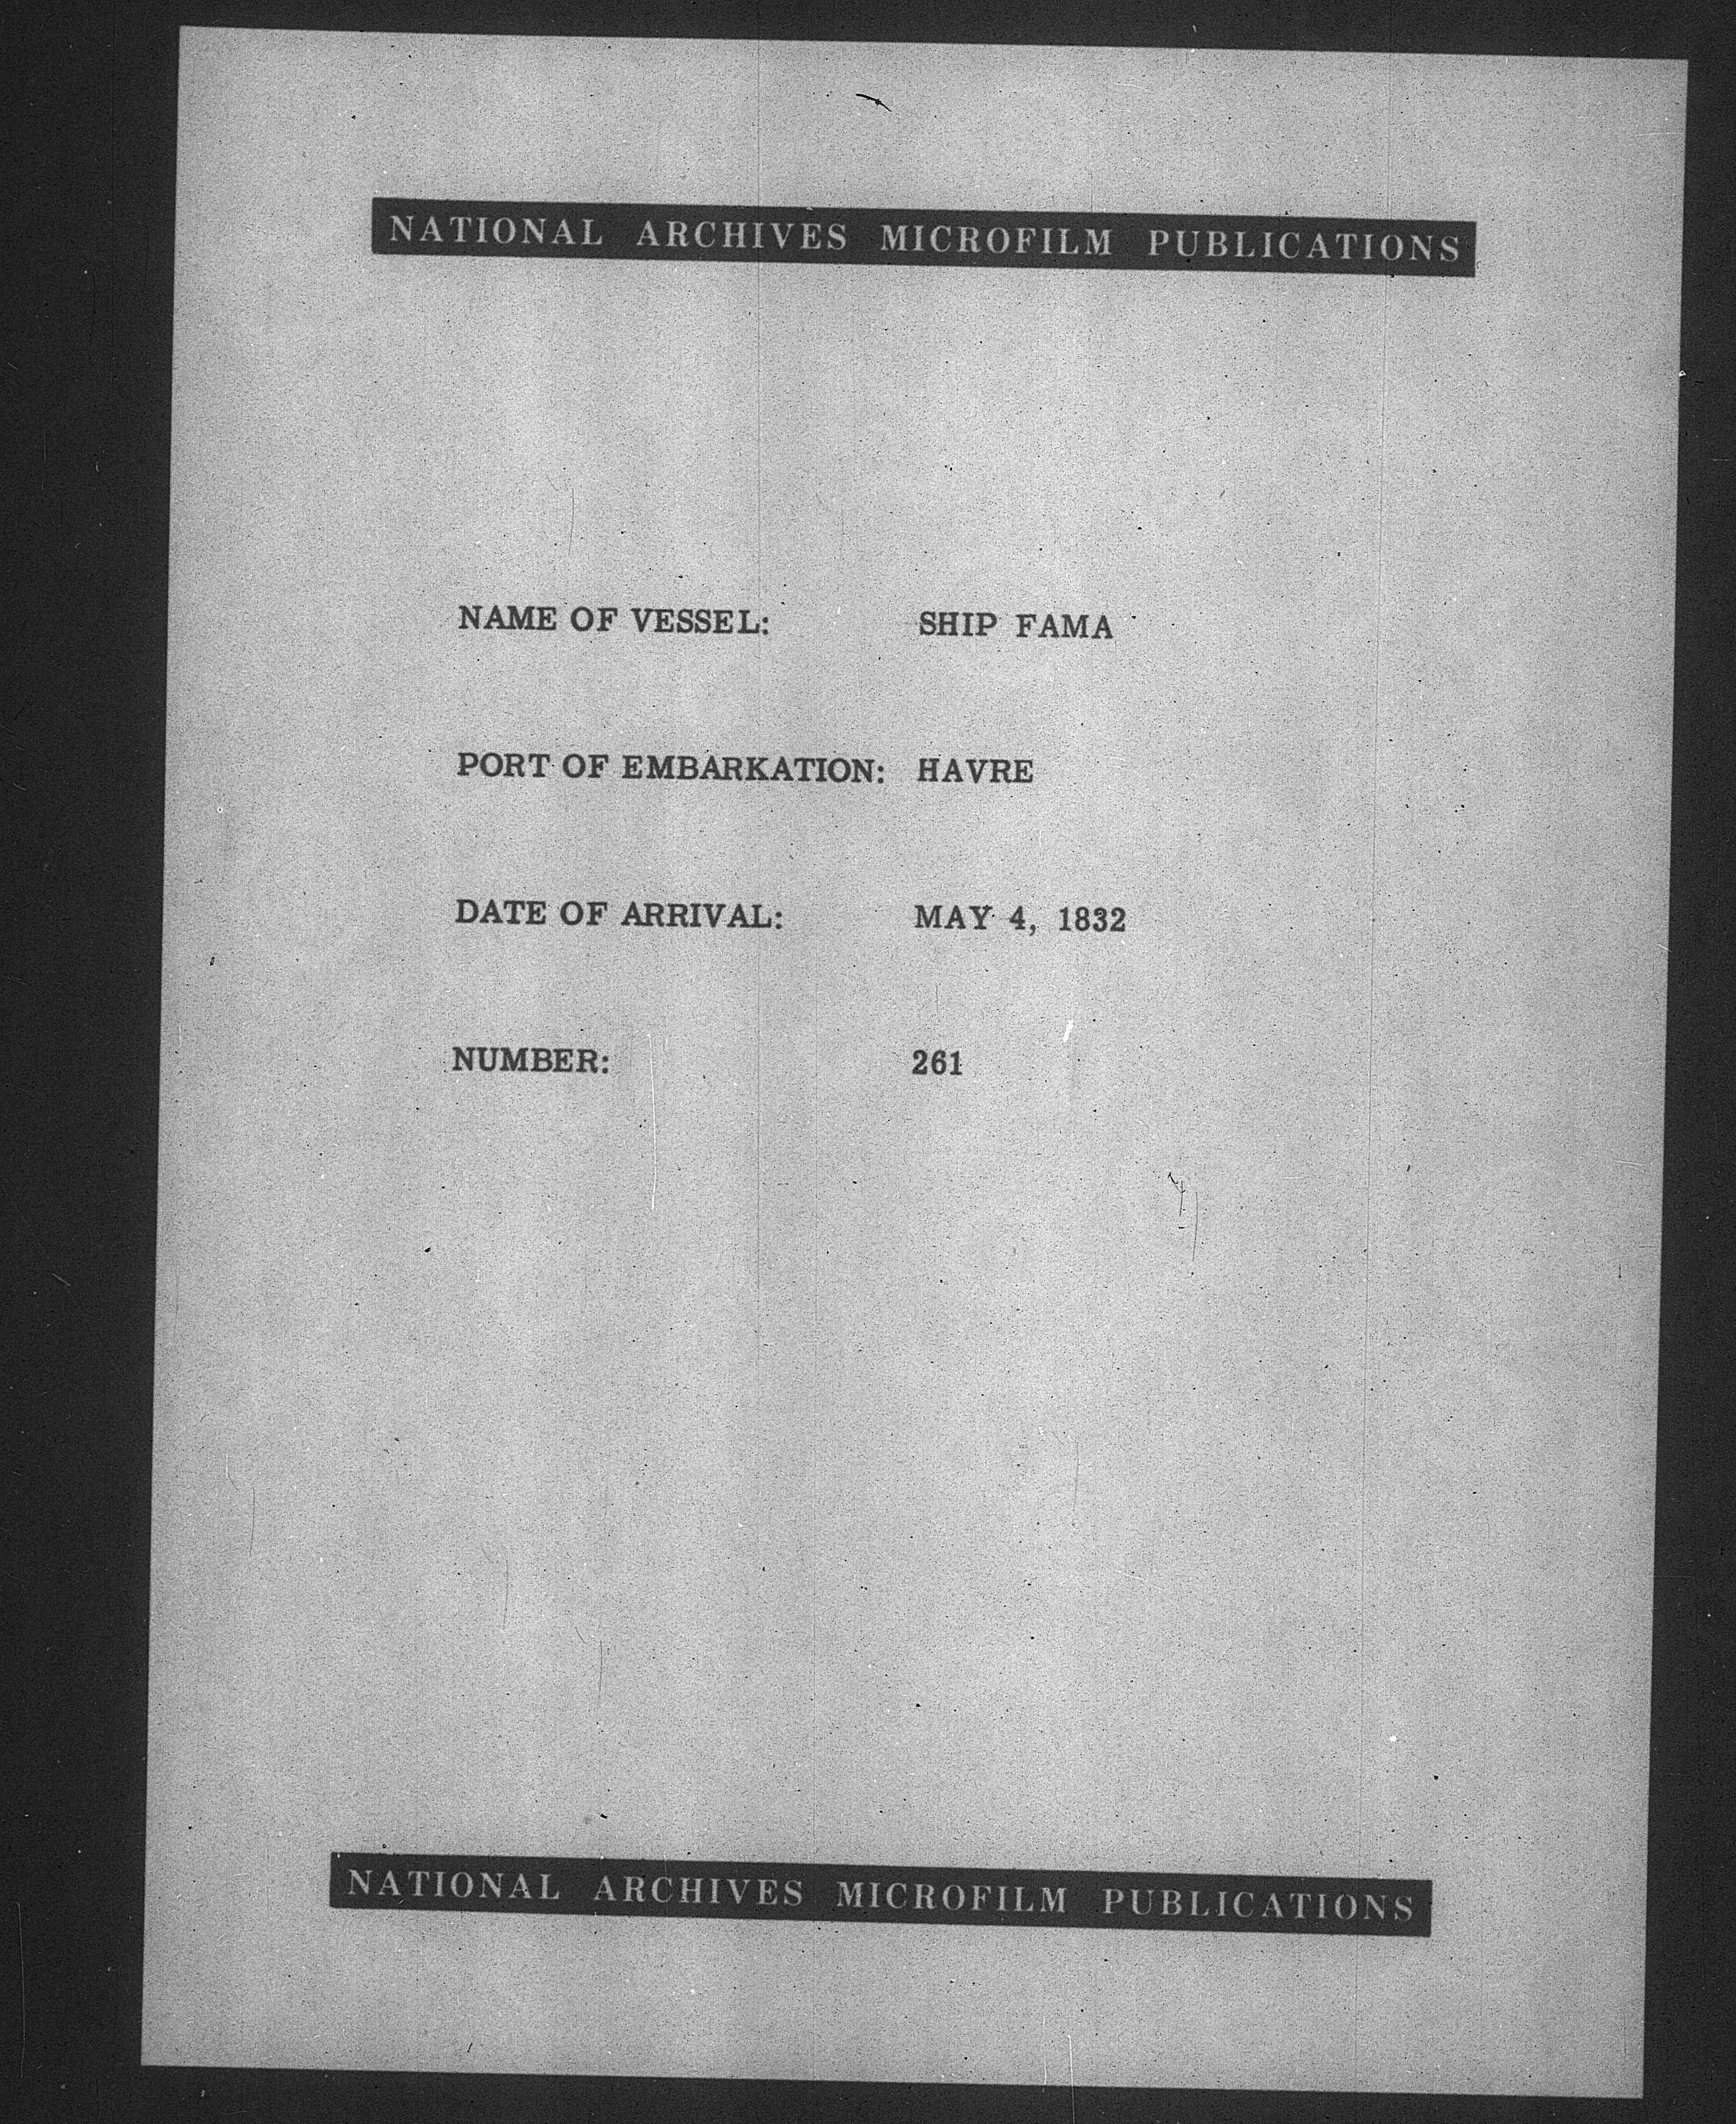 NATIONAL ARCHIVES MICROFILM PUBLICATIONS
NAME OF VESSEL: SHIP FAMA
PORT OF EMBARKATION: HAVRE
DATE OF ARRIVAL: MAY 4, 1832
NUMBER: 261
NATIONAL ARCHIVES MICROFILM PUBLICATIONS